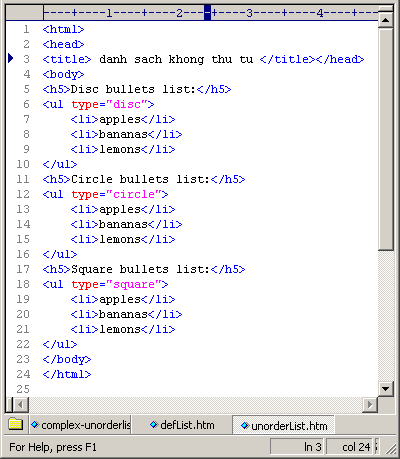 ----+----1----+----2----+----3----+----4----+
1 <html>
2 <head>
3 <title> danh sach khong thu tu </title></head>
4 <body>
5 <h5>Disc bullets list:</h5>
6 <ul type="disc">
7 <li>apples</li>
8 <li>bananas</li>
9 <li>lemons</li>
10 </ul>
11 <h5>Circle bullets list:</h5>
12 <ul type="circle">
13 <li>apples</li>
14 <li>bananas</li>
15 <li>lemons</li>
16 </ul>
17 <h5>Square bullets list:</h5>
18 <ul type="square">
19 <li>apples</li>
20 <li>bananas</li>
21 <li>lemons</li>
22 </ul>
23 </body>
24 </html>
25
complex-unorderlis defList.htm unorderList.htm
For Help, press F1 ln 3 col 24